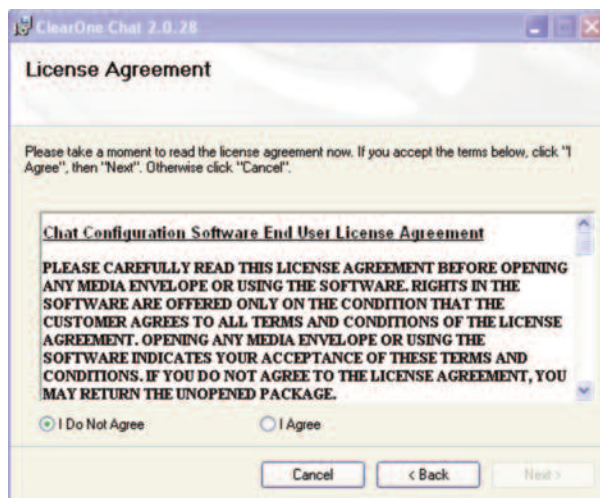 ClearOne Chat 2.0.28
License Agreement
Please take a moment to read the license agreement now. If you accept the terms below, click "I
Agree", then "Next". Otherwise click "Cancel".
Chat Configuration Software End User License Agreement
PLEASE CAREFULLY READ THIS LICENSE AGREEMENT BEFORE OPENING
ANY MEDIA ENVELOPE OR USING THE SOFTWARE. RIGHTS IN THE
SOFTWARE ARE OFFERED ONLY ON THE CONDITION THAT THE
CUSTOMER AGREES TO ALL TERMS AND CONDITIONS OF THE LICENSE
AGREEMENT. OPENING ANY MEDIA ENVELOPE OR USING THE
SOFTWARE INDICATES YOUR ACCEPTANCE OF THESE TERMS AND
CONDITIONS. IF YOU DO NOT AGREE TO THE LICENSE AGREEMENT, YOU
MAY RETURN THE UNOPENED PACKAGE.
I Do Not Agree I Agree
Cancel < Back Next >